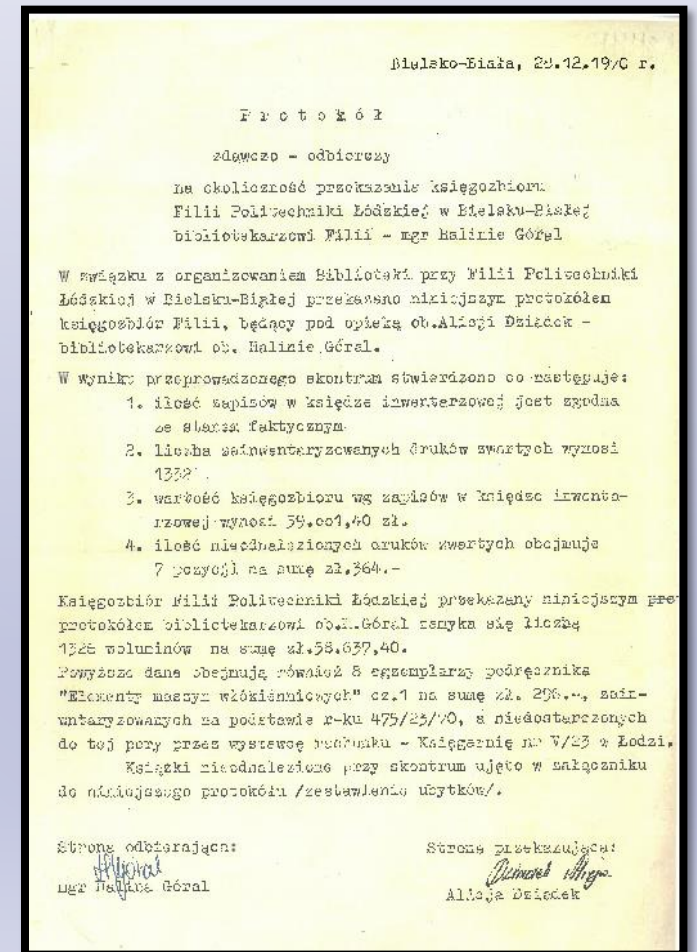 Bielsko-Biała, 28.12.1970 r.
P r o t o k ó ł
zdawczo - odbiorczy
na okoliczność przekazania księgozbioru
Filii Politechniki Łódzkiej w Bielsku-Białej
bibliotekarzowi Filii - mgr Halinie Góral
W związku z organizowaniem Biblioteki przy Filii Politechniki
Łódzkiej w Bielsku-Białej przekazano niniejszym protokółem
księgozbiór Filii, będący pod opieką ob.Alicji Dziadek -
bibliotekarzowi ob. Halinie Góral.
W wyniku przeprowadzonego skontrum stwierdzono co następuje:
1. ilość zapisów w księdze inwentarzowej jest zgodna
ze stanem faktycznym
2. liczba zainwentaryzowanych druków zwartych wynosi
3. wartość księgozbioru wg zapisów w księdze inwenta-
rzowej wynosi 59.oo1,40 zł.
4. ilość nieodnalezionych druków zwartych obejmuje
7 pozycji na sumę zł.364.-
Księgozbiór Filii Politechniki Łódzkiej przekazany niniejszym pro-
protokółem bibliotekarzowi ob.H.Góral zamyka się liczbą
woluminów na sumę zł.58.637,40.
Powyższe dane obejmują również 8 egzemplarzy podręcznika
"Elementy maszyn włókienniczych" cz.1 na sumę zł. 296.-, zain-
wntaryzowanych na podstawie r-ku 475/23/70, a niedostarczonych
do tej pory przez wystawcę rachunku - Księgarnię nr V/23 w Łodzi.
Książki nieodnalezione przy skontrum ujęto w załączniku
do niniejszego protokółu /zestawienie ubytków/.
Strona odbierająca: Strona przekazująca:
mgr Halina Góral Alicja Dziadek